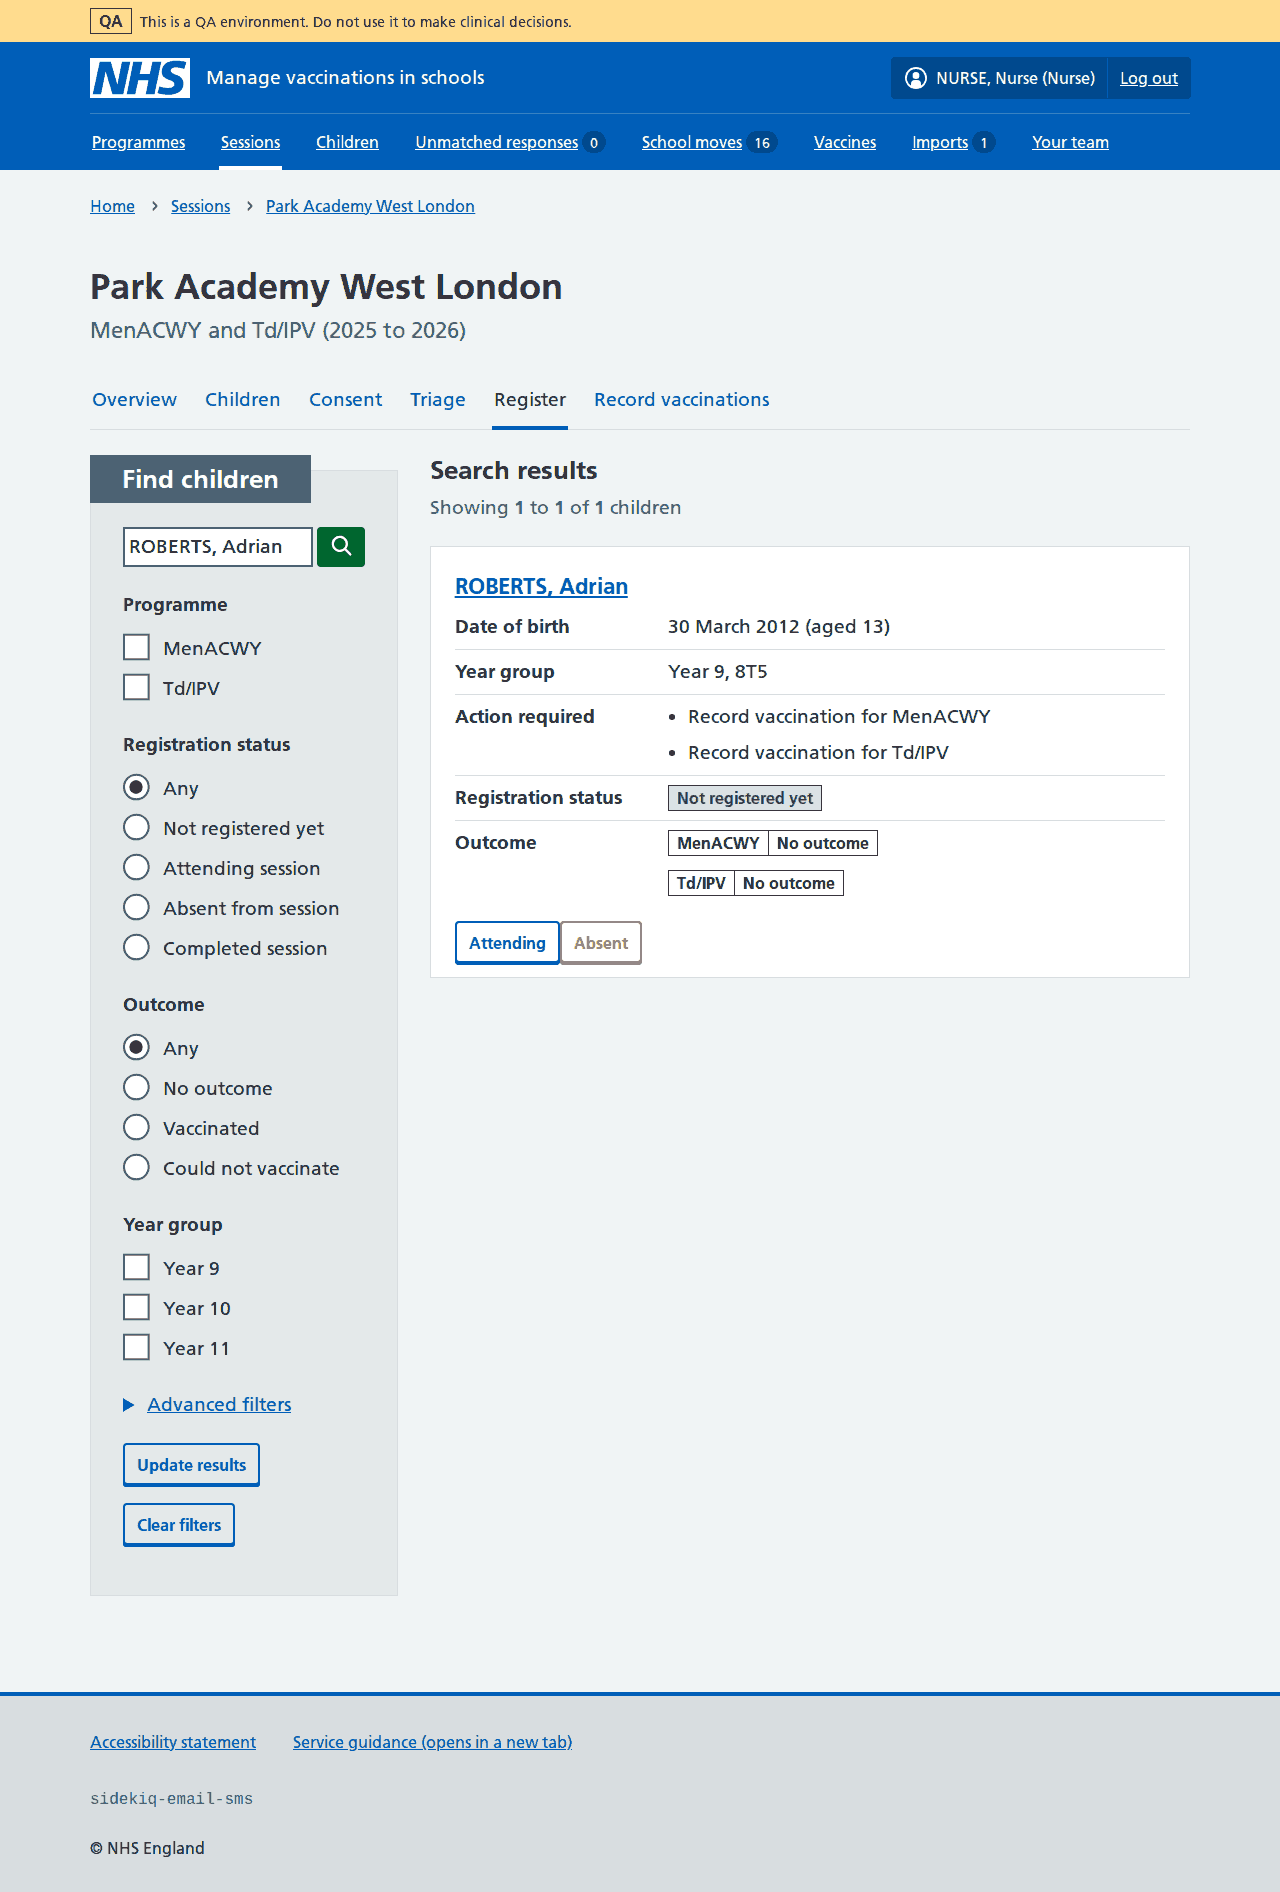 QA This is a QA environment. Do not use it to make clinical decisions.
NHS Manage vaccinations in schools NURSE, Nurse (Nurse) Log out
Programmes Sessions Children Unmatched responses 0 School moves 16 Vaccines Imports 1 Your team
Home Sessions Park Academy West London
Park Academy West London
MenACWY and Td/IPV (2025 to 2026)
Overview Children Consent Triage Register Record vaccinations
Find children
ROBERTS, Adrian
Programme
MenACWY
Td/IPV
Registration status
Any
Not registered yet
Attending session
Absent from session
Completed session
Outcome
Any
No outcome
Vaccinated
Could not vaccinate
Year group
Year 9
Year 10
Year 11
Advanced filters
Update results
Clear filters
Search results
Showing 1 to 1 of 1 children
ROBERTS, Adrian
Date of birth 30 March 2012 (aged 13)
Year group Year 9, 8T5
Action required • Record vaccination for MenACWY
• Record vaccination for Td/IPV
Registration status Not registered yet
Outcome MenACWY No outcome
Td/IPV No outcome
Attending Absent
Accessibility statement Service guidance (opens in a new tab)
sidekiq-email-sms
© NHS England